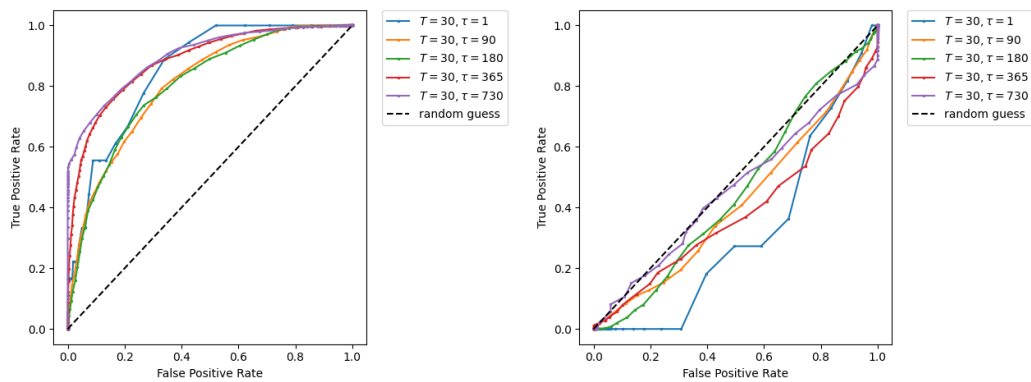 1.0
0.8
0.6
0.4
0.2
0.0
True Positive Rate
0.0 0.2 0.4 0.6 0.8 1.0
False Positive Rate
T = 30, τ = 1
T = 30, τ = 90
T = 30, τ = 180
T = 30, τ = 365
T = 30, τ = 730
random guess
1.0
0.8
0.6
0.4
0.2
0.0
True Positive Rate
0.0 0.2 0.4 0.6 0.8 1.0
False Positive Rate
T = 30, τ = 1
T = 30, τ = 90
T = 30, τ = 180
T = 30, τ = 365
T = 30, τ = 730
random guess